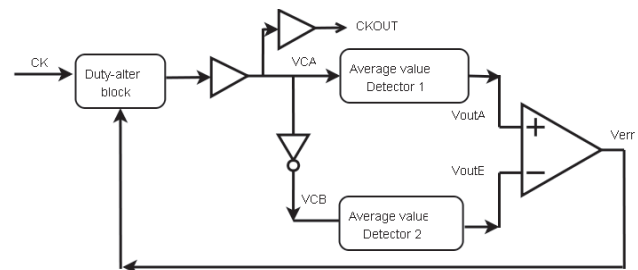 CKOUT
CK
VCA
Duty-alter
block
Average value
Detector 1
VoutA
Verr
+
VoutE
−
VCB
Average value
Detector 2